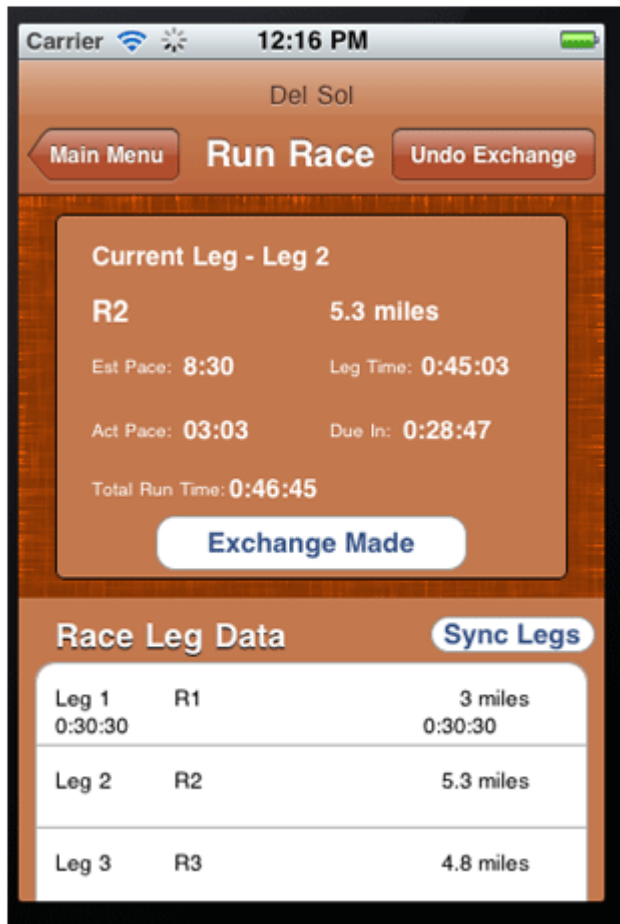 Carrier 12:16 PM
Del Sol
Main Menu Run Race Undo Exchange
Current Leg - Leg 2
R2 5.3 miles
Est Pace: 8:30 Leg Time: 0:45:03
Act Pace: 03:03 Due In: 0:28:47
Total Run Time: 0:46:45
Exchange Made
Race Leg Data Sync Legs
Leg 1 R1 3 miles
0:30:30 0:30:30
Leg 2 R2 5.3 miles
Leg 3 R3 4.8 miles